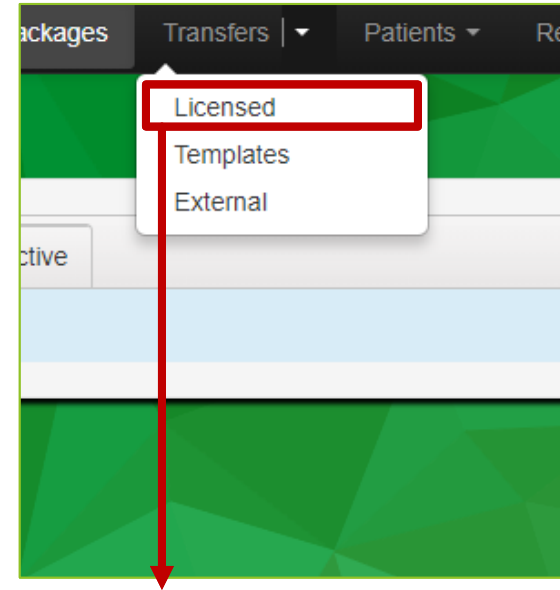 ackages Transfers Patients Re
Licensed
Templates
External
ctive